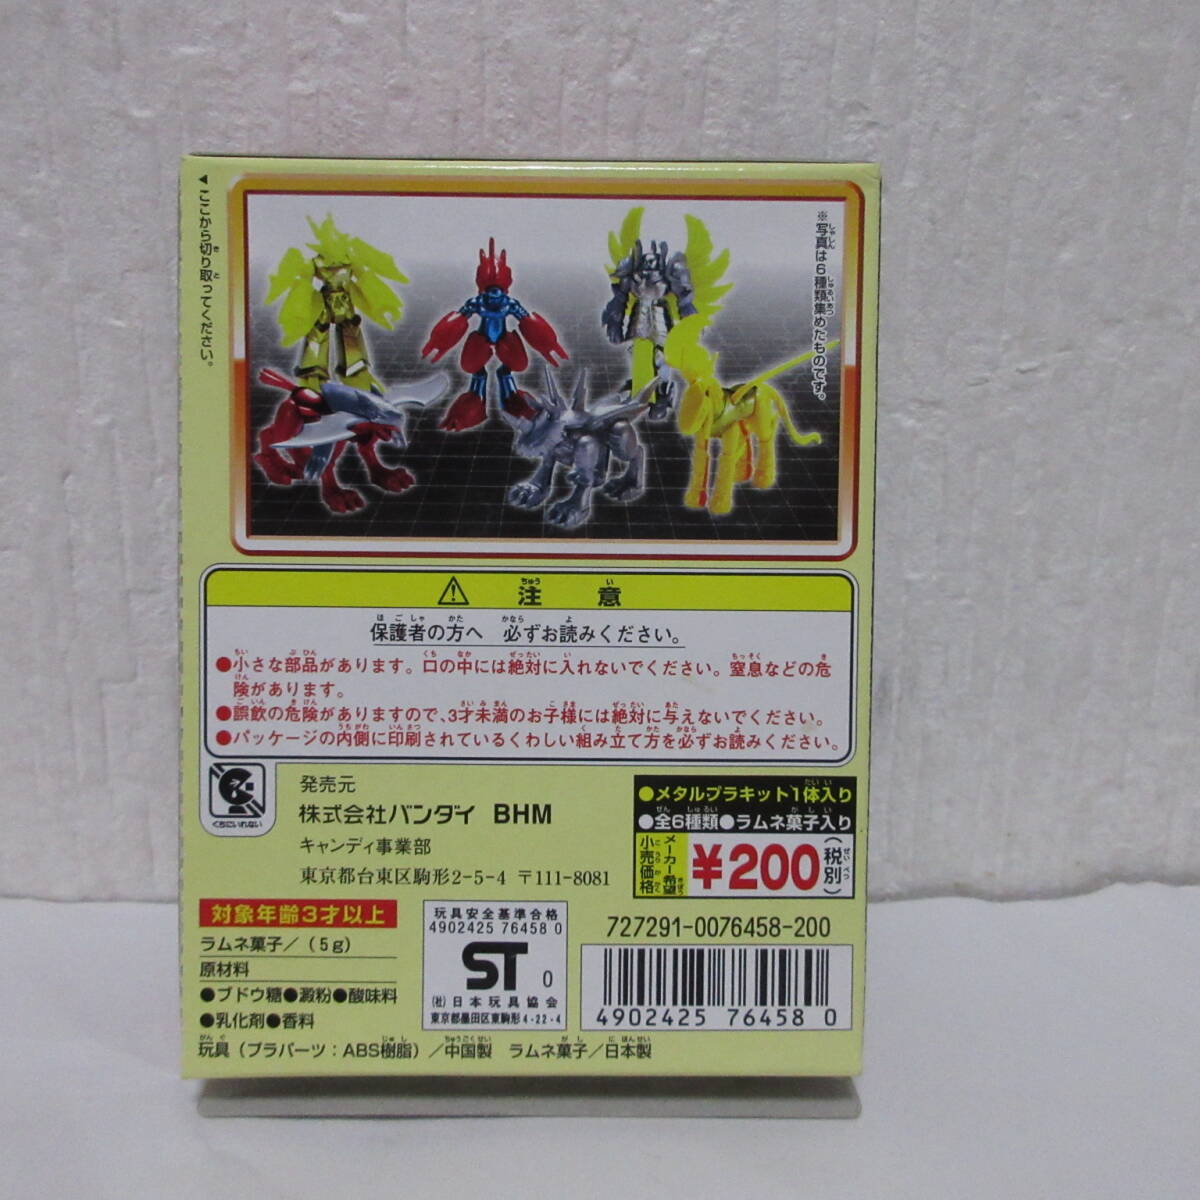 ◀ここから切り取ってください。
※写真は6種類集めたものです。
⚠ 注意
保護者の方へ 必ずお読みください。
●小さな部品があります。口の中には絶対に入れないでください。窒息などの危
険があります。
●誤飲の危険がありますので、3才未満のお子様には絶対に与えないでください。
●パッケージの内側に印刷されているくわしい組み立て方を必ずお読みください。
くちにいれない
発売元
株式会社バンダイ BHM
キャンディ事業部
東京都台東区駒形2-5-4 〒111-8081
●メタルプラキット1体入り
●全6種類●ラムネ菓子入り
メーカー希望
小売価格
¥200(税別)
対象年齢3才以上
ラムネ菓子/(5g)
原材料
●ブドウ糖●澱粉●酸味料
●乳化剤●香料
玩具安全基準合格
4902425 76458 0
ST 0
(社)日本玩具協会
東京都墨田区東駒形4-22-4
727291-0076458-200
4902425 764580
玩具(プラパーツ:ABS樹脂)/中国製 ラムネ菓子/日本製